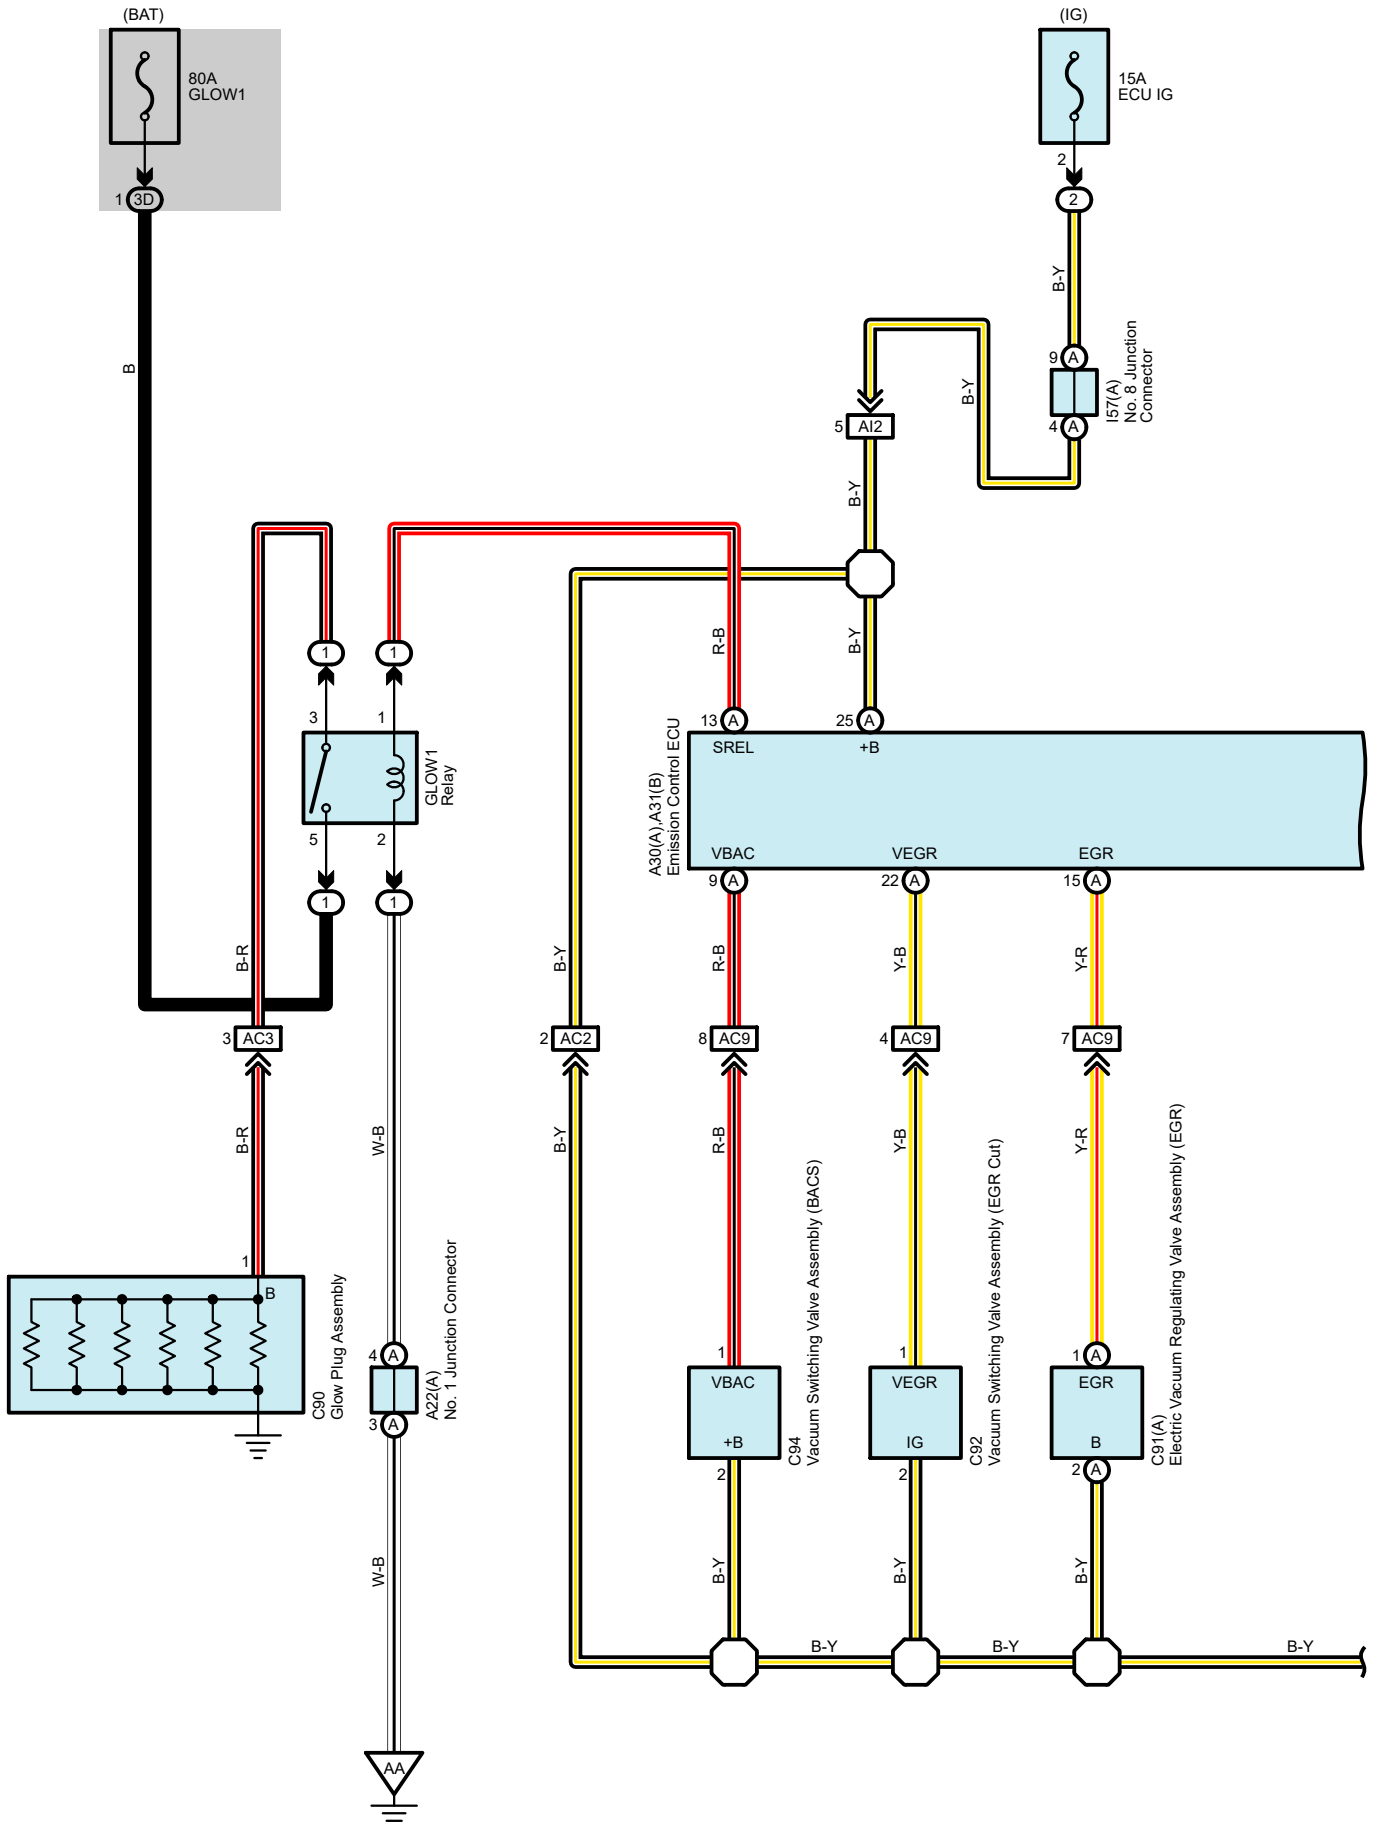 (BAT)
(IG)
80A
GLOW1
15A
ECU IG
2
1
3D
2
B-Y
B
9
A
I57(A)
No. 8 Junction
Connector
4
A
B-Y
5
AI2
B-Y
R-B
B-Y
1
1
3
1
GLOW1
Relay
5
2
1
1
13
A
25
A
SREL
+B
A30(A),A31(B)
Emission Control ECU
VBAC
VEGR
EGR
9
A
22
A
15
A
B-R
B-Y
R-B
Y-B
Y-R
3
AC3
2
AC2
8
AC9
4
AC9
7
AC9
B-R
W-B
B-Y
R-B
Y-B
Y-R
1
B
C90
Glow Plug Assembly
4
A
A22(A)
No. 1 Junction Connector
3
A
1
VBAC
+B
2
C94
Vacuum Switching Valve Assembly (BACS)
1
VEGR
IG
2
C92
Vacuum Switching Valve Assembly (EGR Cut)
1
A
EGR
B
2
A
C91(A)
Electric Vacuum Regulating Valve Assembly (EGR)
W-B
B-Y
B-Y
B-Y
B-Y
B-Y
B-Y
AA